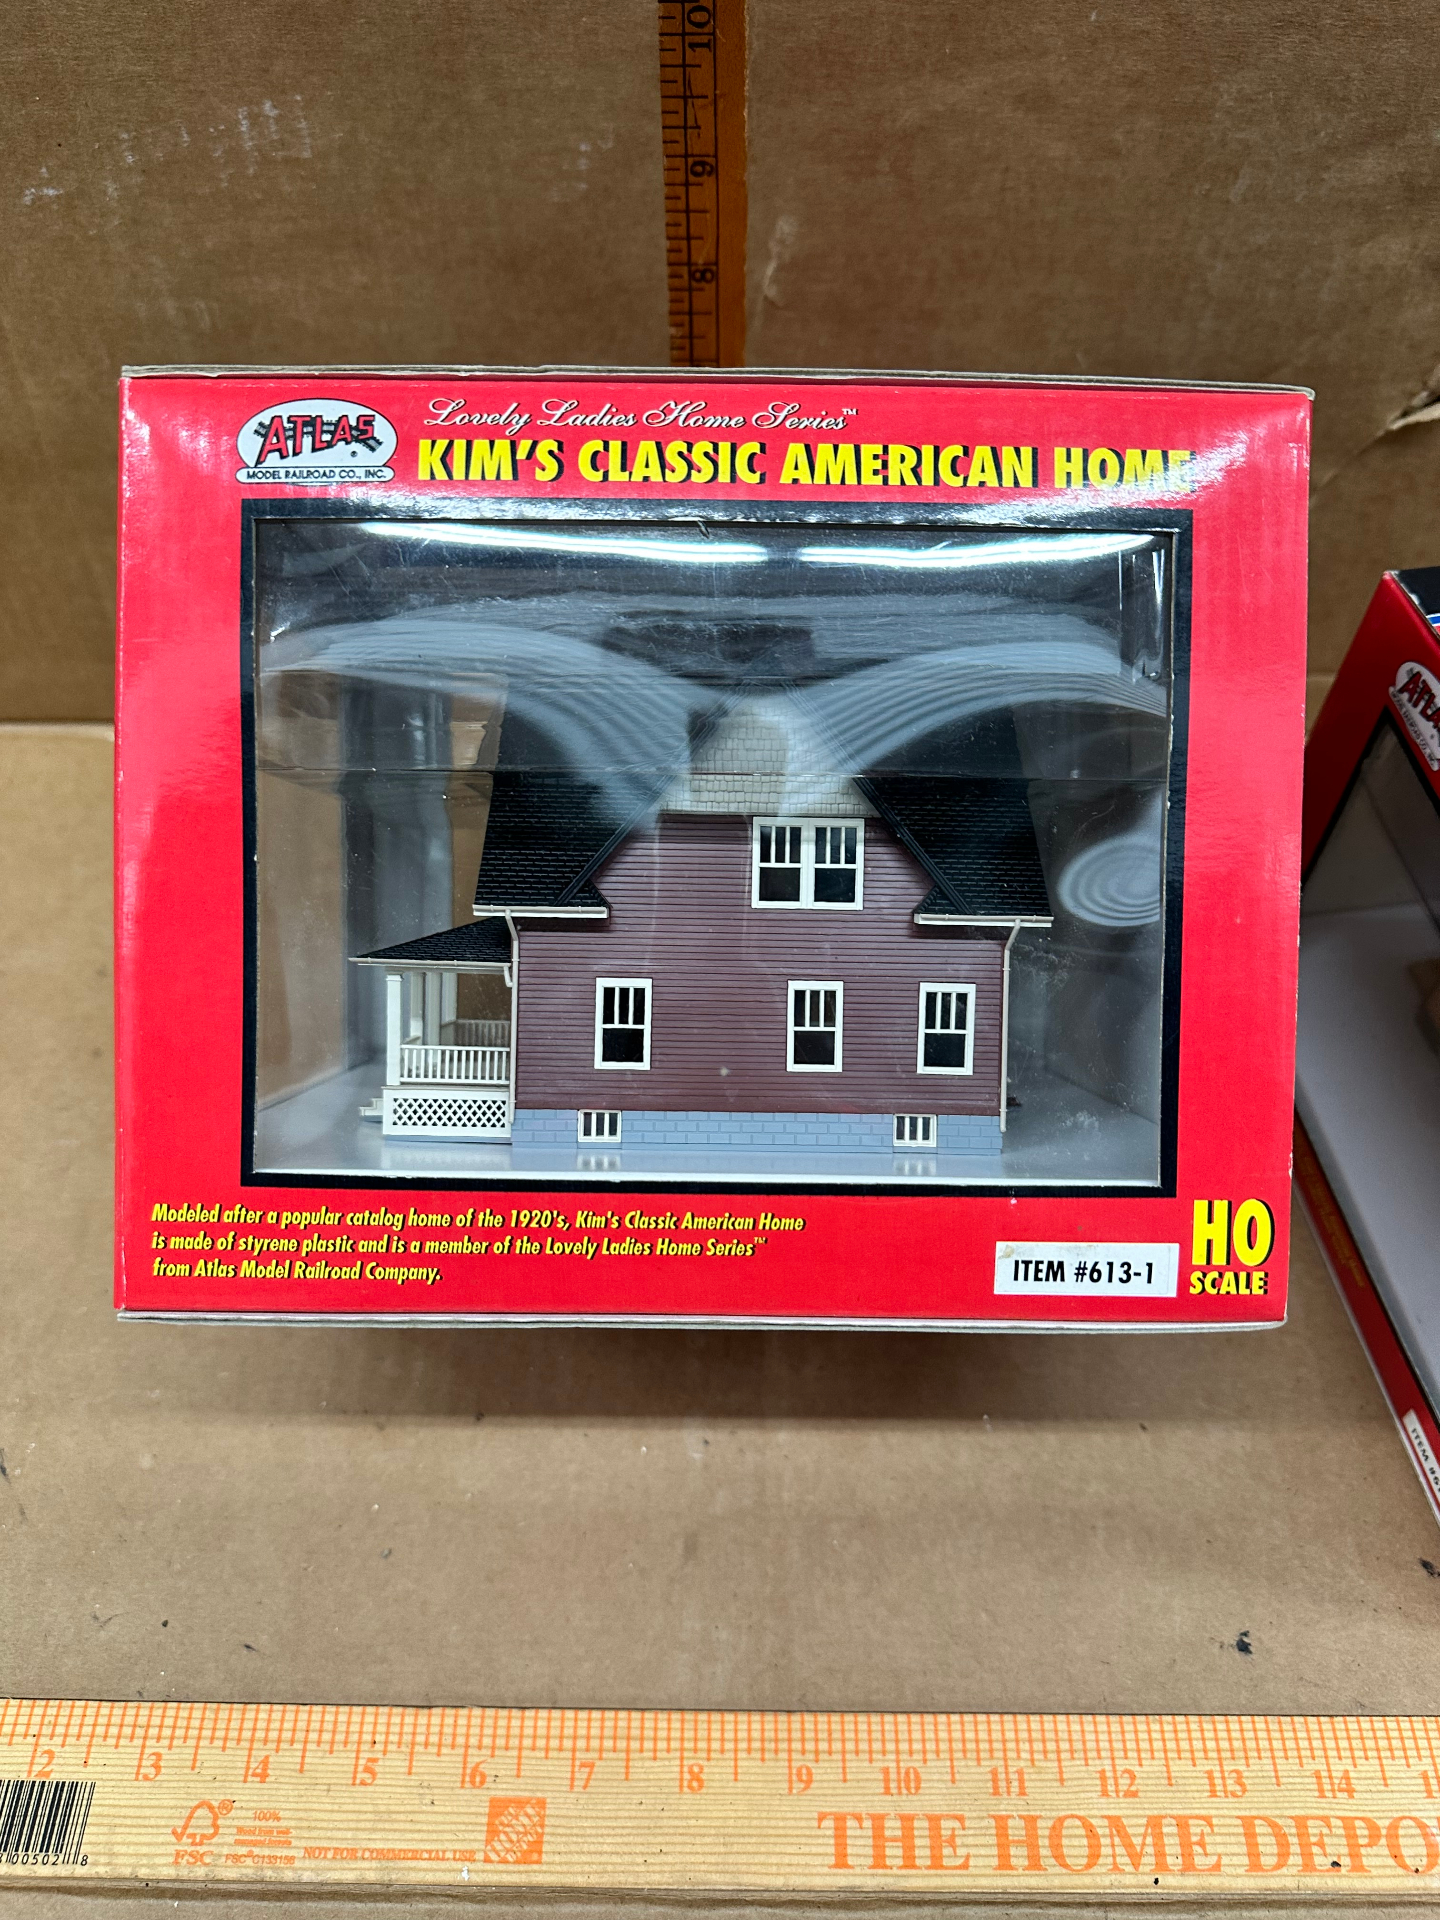 10
9
8
ATLAS
MODEL RAILROAD CO., INC.
Lovely Ladies Home Series™
KIM'S CLASSIC AMERICAN HOME
Modeled after a popular catalog home of the 1920's, Kim's Classic American Home
is made of styrene plastic and is a member of the Lovely Ladies Home Series™
from Atlas Model Railroad Company.
ITEM #613-1
HO
SCALE
2 3 4 5 6 7 8 9 10 11 12 13 14
FSC®
100%
FSC® C133156
NOT FOR COMMERCIAL USE
THE HOME DEPO